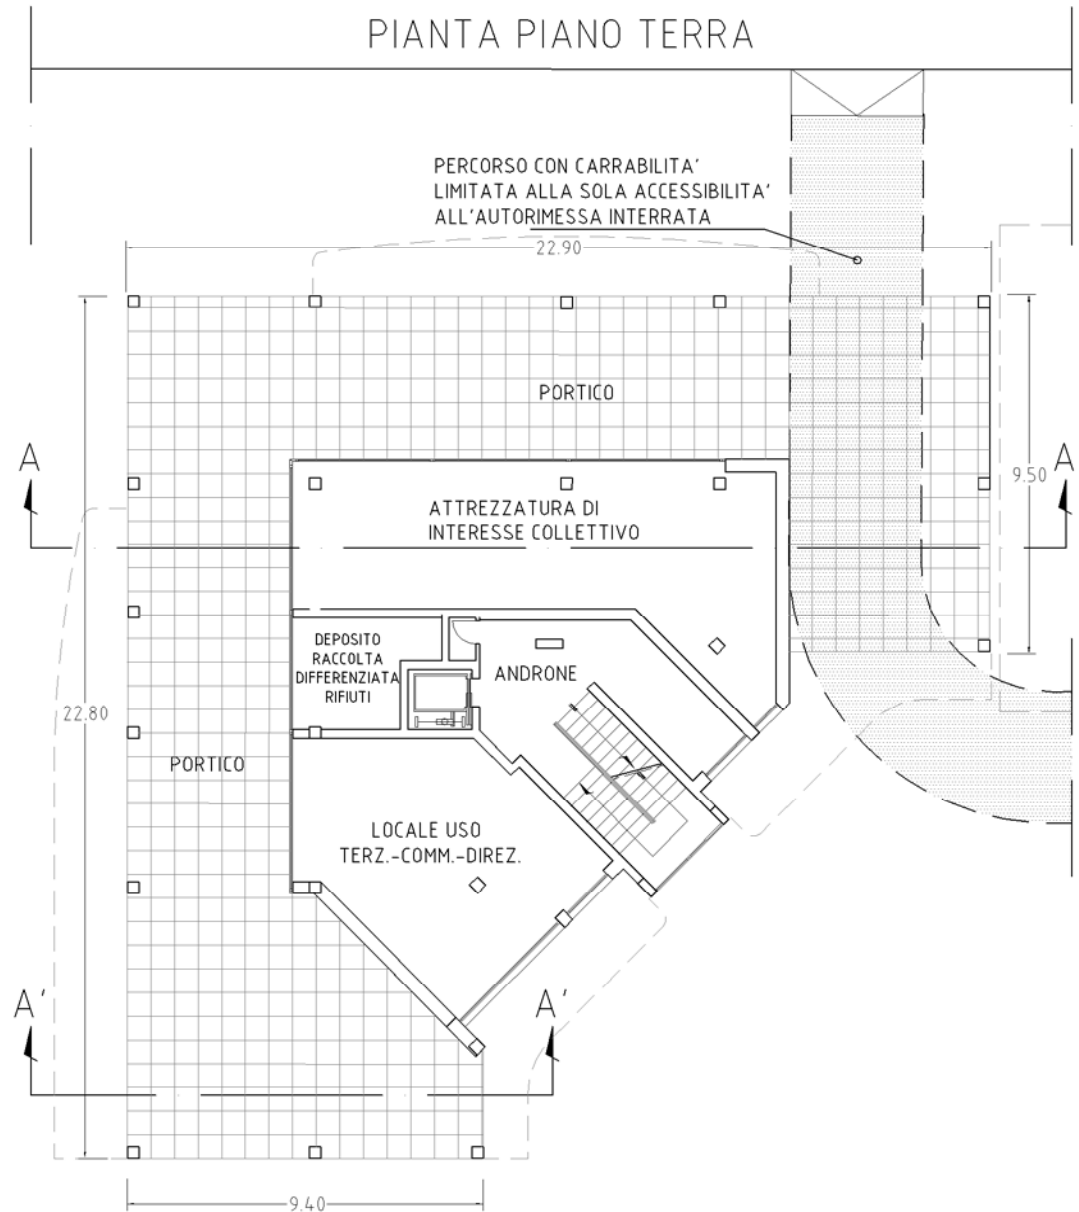 PIANTA PIANO TERRA
PERCORSO CON CARRABILITA'
LIMITATA ALLA SOLA ACCESSIBILITA'
ALL'AUTORIMESSA INTERRATA
22.90
PORTICO
A
A
9.50
ATTREZZATURA DI
INTERESSE COLLETTIVO
DEPOSITO
RACCOLTA
DIFFERENZIATA
RIFIUTI
ANDRONE
22.80
PORTICO
LOCALE USO
TERZ.-COMM.-DIREZ.
A'
A'
9.40